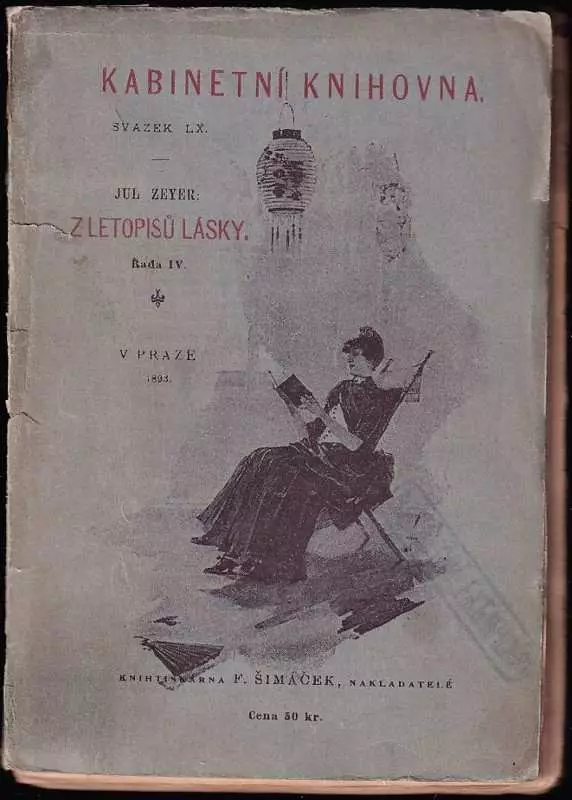 KABINETNÍ KNIHOVNA.
SVAZEK LX.
JUL. ZEYER:
Z LETOPISŮ LÁSKY.
Řada IV.
V PRAZE
1893.
KNIHTISKÁRNA F. ŠIMÁČEK, NAKLADATELÉ
Cena 50 kr.